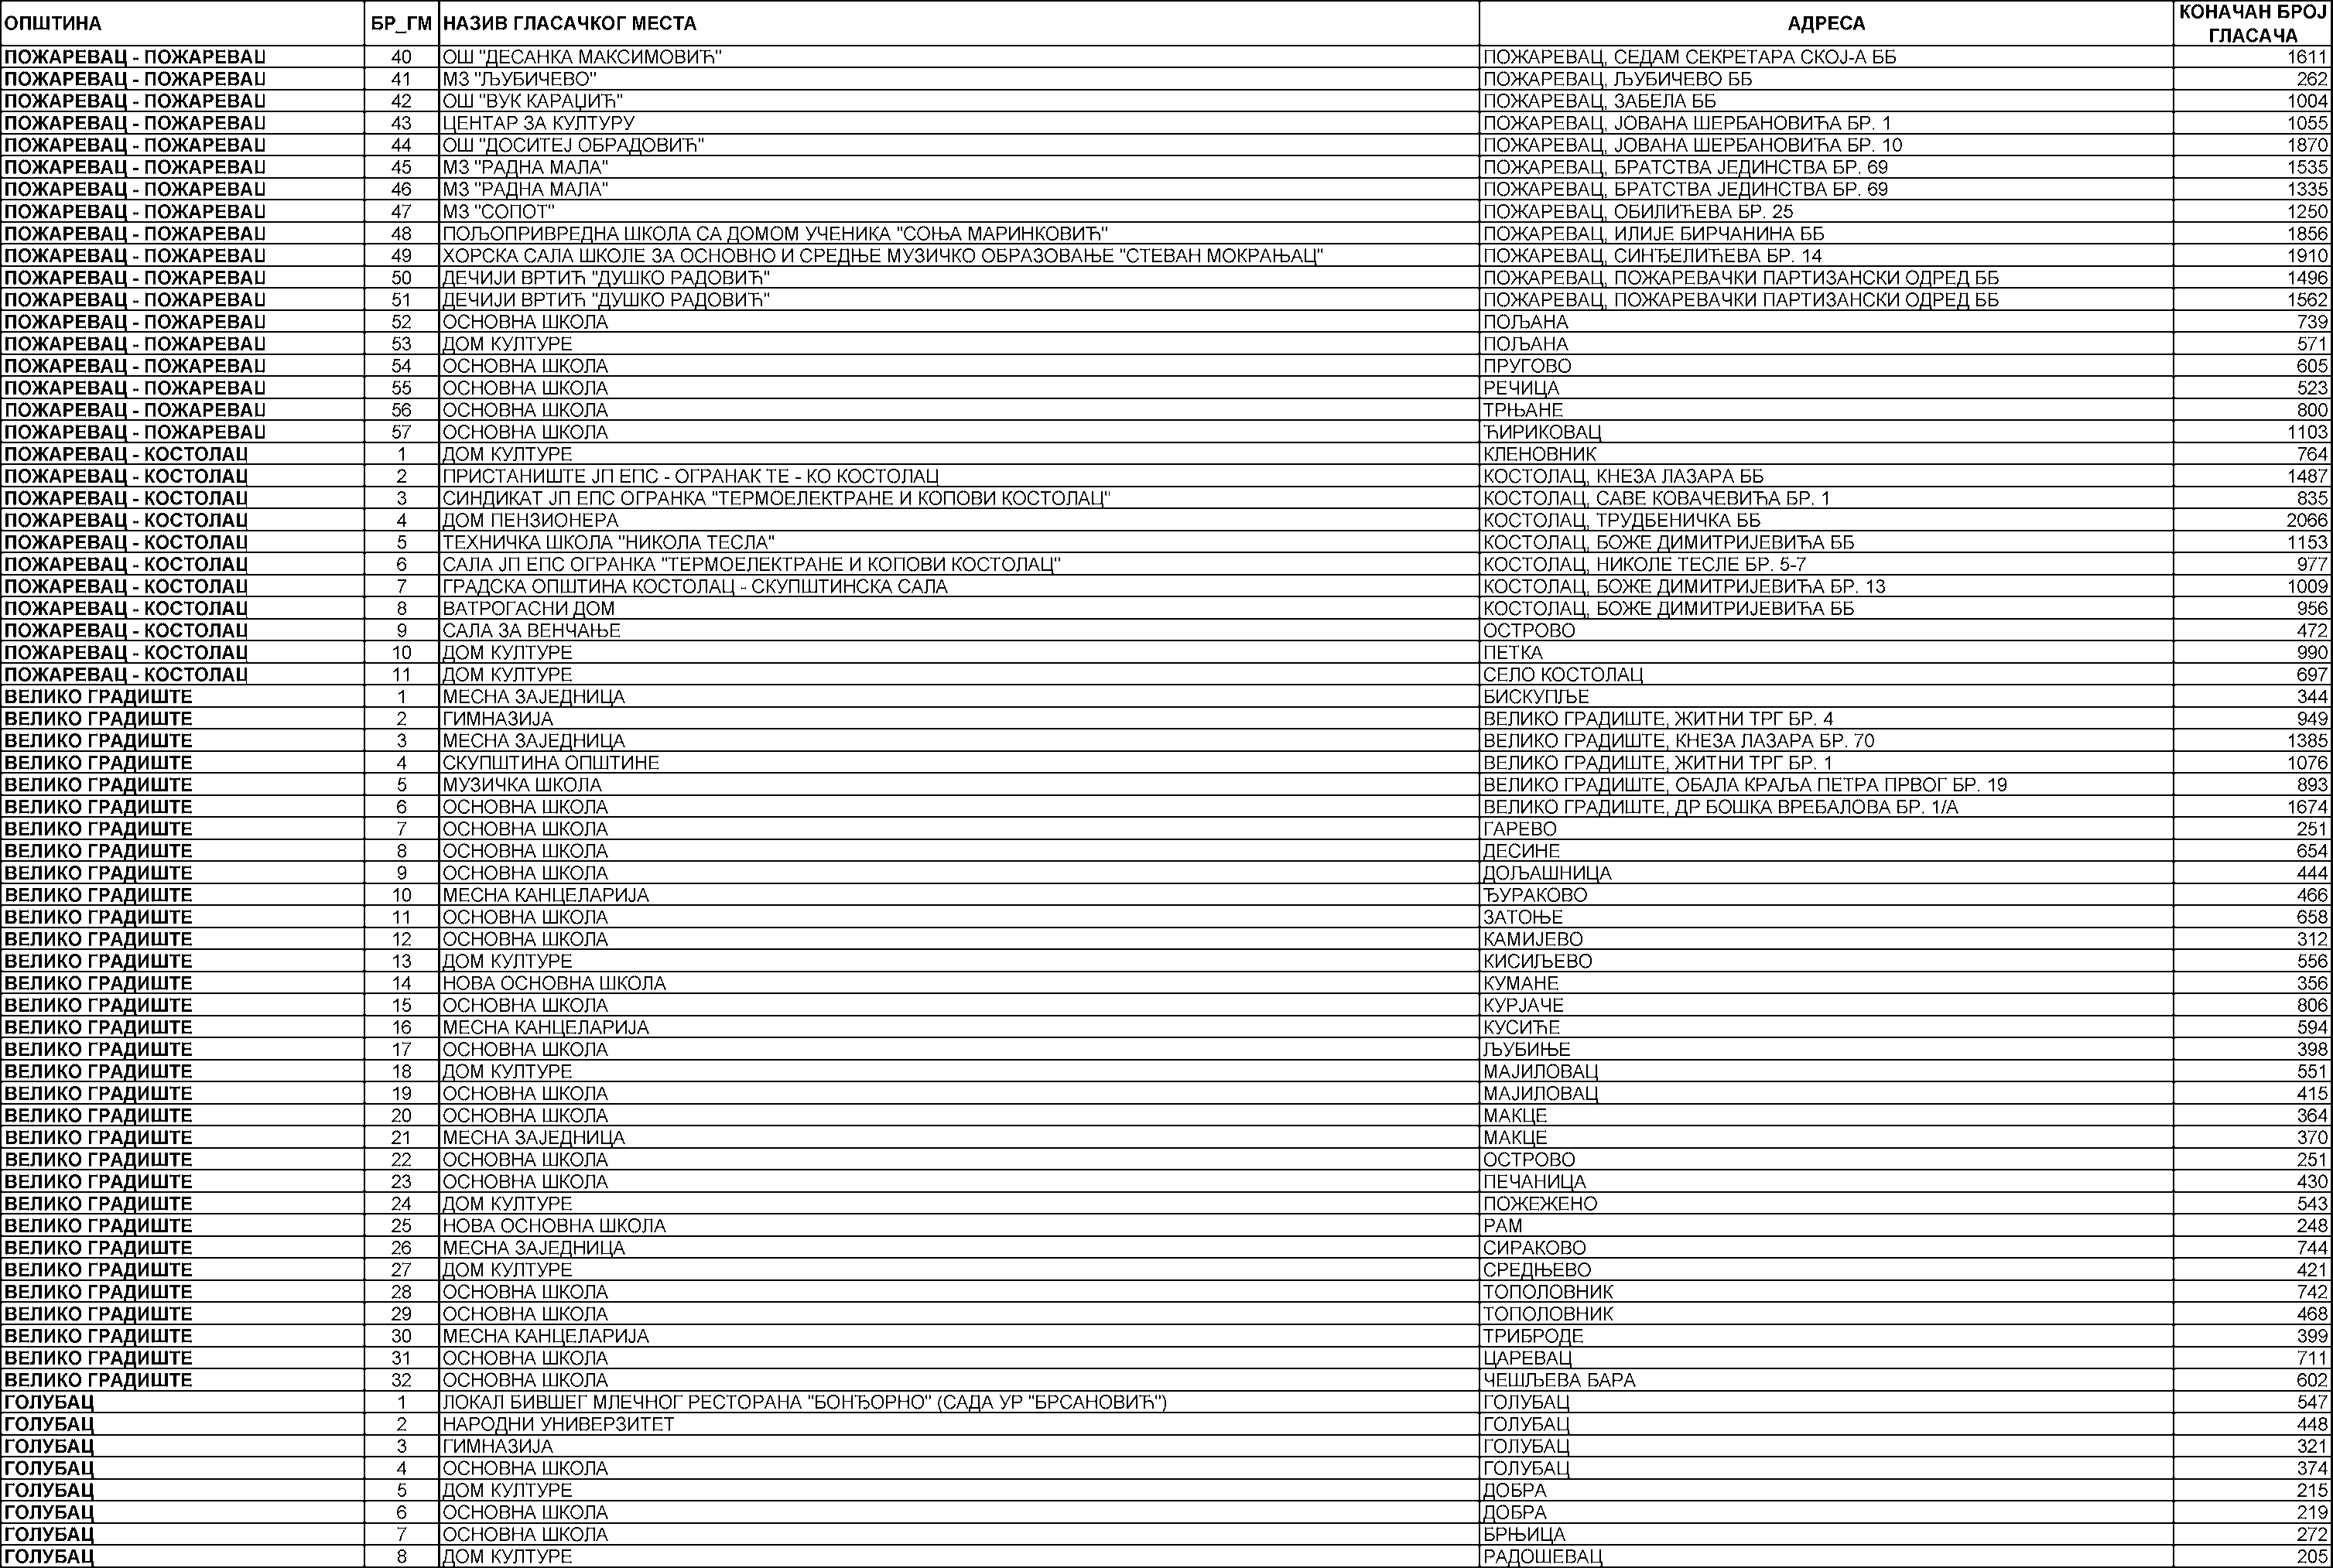 ОПШТИНА БР_ГМ НАЗИВ ГЛАСАЧКОГ МЕСТА АДРЕСА КОНАЧАН БРОЈ ГЛАСАЧА
ПОЖАРЕВАЦ - ПОЖАРЕВАЦ 40 ОШ "ДЕСАНКА МАКСИМОВИЋ" ПОЖАРЕВАЦ, СЕДАМ СЕКРЕТАРА СКОЈ-А ББ 1611
ПОЖАРЕВАЦ - ПОЖАРЕВАЦ 41 МЗ "ЉУБИЧЕВО" ПОЖАРЕВАЦ, ЉУБИЧЕВО ББ 262
ПОЖАРЕВАЦ - ПОЖАРЕВАЦ 42 ОШ "ВУК КАРАЏИЋ" ПОЖАРЕВАЦ, ЗАБЕЛА ББ 1004
ПОЖАРЕВАЦ - ПОЖАРЕВАЦ 43 ЦЕНТАР ЗА КУЛТУРУ ПОЖАРЕВАЦ, ЈОВАНА ШЕРБАНОВИЋА БР. 1 1055
ПОЖАРЕВАЦ - ПОЖАРЕВАЦ 44 ОШ "ДОСИТЕЈ ОБРАДОВИЋ" ПОЖАРЕВАЦ, ЈОВАНА ШЕРБАНОВИЋА БР. 10 1870
ПОЖАРЕВАЦ - ПОЖАРЕВАЦ 45 МЗ "РАДНА МАЛА" ПОЖАРЕВАЦ, БРАТСТВА ЈЕДИНСТВА БР. 69 1535
ПОЖАРЕВАЦ - ПОЖАРЕВАЦ 46 МЗ "РАДНА МАЛА" ПОЖАРЕВАЦ, БРАТСТВА ЈЕДИНСТВА БР. 69 1335
ПОЖАРЕВАЦ - ПОЖАРЕВАЦ 47 МЗ "СОПОТ" ПОЖАРЕВАЦ, ОБИЛИЋЕВА БР. 25 1250
ПОЖАРЕВАЦ - ПОЖАРЕВАЦ 48 ПОЉОПРИВРЕДНА ШКОЛА СА ДОМОМ УЧЕНИКА "СОЊА МАРИНКОВИЋ" ПОЖАРЕВАЦ, ИЛИЈЕ БИРЧАНИНА ББ 1856
ПОЖАРЕВАЦ - ПОЖАРЕВАЦ 49 ХОРСКА САЛА ШКОЛЕ ЗА ОСНОВНО И СРЕДЊЕ МУЗИЧКО ОБРАЗОВАЊЕ "СТЕВАН МОКРАЊАЦ" ПОЖАРЕВАЦ, СИНЂЕЛИЋЕВА БР. 14 1910
ПОЖАРЕВАЦ - ПОЖАРЕВАЦ 50 ДЕЧИЈИ ВРТИЋ "ДУШКО РАДОВИЋ" ПОЖАРЕВАЦ, ПОЖАРЕВАЧКИ ПАРТИЗАНСКИ ОДРЕД ББ 1496
ПОЖАРЕВАЦ - ПОЖАРЕВАЦ 51 ДЕЧИЈИ ВРТИЋ "ДУШКО РАДОВИЋ" ПОЖАРЕВАЦ, ПОЖАРЕВАЧКИ ПАРТИЗАНСКИ ОДРЕД ББ 1562
ПОЖАРЕВАЦ - ПОЖАРЕВАЦ 52 ОСНОВНА ШКОЛА ПОЉАНА 739
ПОЖАРЕВАЦ - ПОЖАРЕВАЦ 53 ДОМ КУЛТУРЕ ПОЉАНА 571
ПОЖАРЕВАЦ - ПОЖАРЕВАЦ 54 ОСНОВНА ШКОЛА ПРУГОВО 605
ПОЖАРЕВАЦ - ПОЖАРЕВАЦ 55 ОСНОВНА ШКОЛА РЕЧИЦА 523
ПОЖАРЕВАЦ - ПОЖАРЕВАЦ 56 ОСНОВНА ШКОЛА ТРЊАНЕ 800
ПОЖАРЕВАЦ - ПОЖАРЕВАЦ 57 ОСНОВНА ШКОЛА ЋИРИКОВАЦ 1103
ПОЖАРЕВАЦ - КОСТОЛАЦ 1 ДОМ КУЛТУРЕ КЛЕНОВНИК 764
ПОЖАРЕВАЦ - КОСТОЛАЦ 2 ПРИСТАНИШТЕ ЈП ЕПС - ОГРАНАК ТЕ - КО КОСТОЛАЦ КОСТОЛАЦ, КНЕЗА ЛАЗАРА ББ 1487
ПОЖАРЕВАЦ - КОСТОЛАЦ 3 СИНДИКАТ ЈП ЕПС ОГРАНКА "ТЕРМОЕЛЕКТРАНЕ И КОПОВИ КОСТОЛАЦ" КОСТОЛАЦ, САВЕ КОВАЧЕВИЋА БР. 1 835
ПОЖАРЕВАЦ - КОСТОЛАЦ 4 ДОМ ПЕНЗИОНЕРА КОСТОЛАЦ, ТРУДБЕНИЧКА ББ 2066
ПОЖАРЕВАЦ - КОСТОЛАЦ 5 ТЕХНИЧКА ШКОЛА "НИКОЛА ТЕСЛА" КОСТОЛАЦ, БОЖЕ ДИМИТРИЈЕВИЋА ББ 1153
ПОЖАРЕВАЦ - КОСТОЛАЦ 6 САЛА ЈП ЕПС ОГРАНКА "ТЕРМОЕЛЕКТРАНЕ И КОПОВИ КОСТОЛАЦ" КОСТОЛАЦ, НИКОЛЕ ТЕСЛЕ БР. 5-7 977
ПОЖАРЕВАЦ - КОСТОЛАЦ 7 ГРАДСКА ОПШТИНА КОСТОЛАЦ - СКУПШТИНСКА САЛА КОСТОЛАЦ, БОЖЕ ДИМИТРИЈЕВИЋА БР. 13 1009
ПОЖАРЕВАЦ - КОСТОЛАЦ 8 ВАТРОГАСНИ ДОМ КОСТОЛАЦ, БОЖЕ ДИМИТРИЈЕВИЋА ББ 956
ПОЖАРЕВАЦ - КОСТОЛАЦ 9 САЛА ЗА ВЕНЧАЊЕ ОСТРОВО 472
ПОЖАРЕВАЦ - КОСТОЛАЦ 10 ДОМ КУЛТУРЕ ПЕТКА 990
ПОЖАРЕВАЦ - КОСТОЛАЦ 11 ДОМ КУЛТУРЕ СЕЛО КОСТОЛАЦ 697
ВЕЛИКО ГРАДИШТЕ 1 МЕСНА ЗАЈЕДНИЦА БИСКУПЉЕ 344
ВЕЛИКО ГРАДИШТЕ 2 ГИМНАЗИЈА ВЕЛИКО ГРАДИШТЕ, ЖИТНИ ТРГ БР. 4 949
ВЕЛИКО ГРАДИШТЕ 3 МЕСНА ЗАЈЕДНИЦА ВЕЛИКО ГРАДИШТЕ, КНЕЗА ЛАЗАРА БР. 70 1385
ВЕЛИКО ГРАДИШТЕ 4 СКУПШТИНА ОПШТИНЕ ВЕЛИКО ГРАДИШТЕ, ЖИТНИ ТРГ БР. 1 1076
ВЕЛИКО ГРАДИШТЕ 5 МУЗИЧКА ШКОЛА ВЕЛИКО ГРАДИШТЕ, ОБАЛА КРАЉА ПЕТРА ПРВОГ БР. 19 893
ВЕЛИКО ГРАДИШТЕ 6 ОСНОВНА ШКОЛА ВЕЛИКО ГРАДИШТЕ, ДР БОШКА ВРЕБАЛОВА БР. 1/А 1674
ВЕЛИКО ГРАДИШТЕ 7 ОСНОВНА ШКОЛА ГАРЕВО 251
ВЕЛИКО ГРАДИШТЕ 8 ОСНОВНА ШКОЛА ДЕСИНЕ 654
ВЕЛИКО ГРАДИШТЕ 9 ОСНОВНА ШКОЛА ДОЉАШНИЦА 444
ВЕЛИКО ГРАДИШТЕ 10 МЕСНА КАНЦЕЛАРИЈА ЂУРАКОВО 466
ВЕЛИКО ГРАДИШТЕ 11 ОСНОВНА ШКОЛА ЗАТОЊЕ 658
ВЕЛИКО ГРАДИШТЕ 12 ОСНОВНА ШКОЛА КАМИЈЕВО 312
ВЕЛИКО ГРАДИШТЕ 13 ДОМ КУЛТУРЕ КИСИЉЕВО 556
ВЕЛИКО ГРАДИШТЕ 14 НОВА ОСНОВНА ШКОЛА КУМАНЕ 356
ВЕЛИКО ГРАДИШТЕ 15 ОСНОВНА ШКОЛА КУРЈАЧЕ 806
ВЕЛИКО ГРАДИШТЕ 16 МЕСНА КАНЦЕЛАРИЈА КУСИЋЕ 594
ВЕЛИКО ГРАДИШТЕ 17 ОСНОВНА ШКОЛА ЉУБИЊЕ 398
ВЕЛИКО ГРАДИШТЕ 18 ДОМ КУЛТУРЕ МАЈИЛОВАЦ 551
ВЕЛИКО ГРАДИШТЕ 19 ОСНОВНА ШКОЛА МАЈИЛОВАЦ 415
ВЕЛИКО ГРАДИШТЕ 20 ОСНОВНА ШКОЛА МАКЦЕ 364
ВЕЛИКО ГРАДИШТЕ 21 МЕСНА ЗАЈЕДНИЦА МАКЦЕ 370
ВЕЛИКО ГРАДИШТЕ 22 ОСНОВНА ШКОЛА ОСТРОВО 251
ВЕЛИКО ГРАДИШТЕ 23 ОСНОВНА ШКОЛА ПЕЧАНИЦА 430
ВЕЛИКО ГРАДИШТЕ 24 ДОМ КУЛТУРЕ ПОЖЕЖЕНО 543
ВЕЛИКО ГРАДИШТЕ 25 НОВА ОСНОВНА ШКОЛА РАМ 248
ВЕЛИКО ГРАДИШТЕ 26 МЕСНА ЗАЈЕДНИЦА СИРАКОВО 744
ВЕЛИКО ГРАДИШТЕ 27 ДОМ КУЛТУРЕ СРЕДЊЕВО 421
ВЕЛИКО ГРАДИШТЕ 28 ОСНОВНА ШКОЛА ТОПОЛОВНИК 742
ВЕЛИКО ГРАДИШТЕ 29 ОСНОВНА ШКОЛА ТОПОЛОВНИК 468
ВЕЛИКО ГРАДИШТЕ 30 МЕСНА КАНЦЕЛАРИЈА ТРИБРОДЕ 399
ВЕЛИКО ГРАДИШТЕ 31 ОСНОВНА ШКОЛА ЦАРЕВАЦ 711
ВЕЛИКО ГРАДИШТЕ 32 ОСНОВНА ШКОЛА ЧЕШЉЕВА БАРА 602
ГОЛУБАЦ 1 ЛОКАЛ БИВШЕГ МЛЕЧНОГ РЕСТОРАНА "БОНЂОРНО" (САДА УР "БРСАНОВИЋ") ГОЛУБАЦ 547
ГОЛУБАЦ 2 НАРОДНИ УНИВЕРЗИТЕТ ГОЛУБАЦ 448
ГОЛУБАЦ 3 ГИМНАЗИЈА ГОЛУБАЦ 321
ГОЛУБАЦ 4 ОСНОВНА ШКОЛА ГОЛУБАЦ 374
ГОЛУБАЦ 5 ДОМ КУЛТУРЕ ДОБРА 215
ГОЛУБАЦ 6 ОСНОВНА ШКОЛА ДОБРА 219
ГОЛУБАЦ 7 ОСНОВНА ШКОЛА БРЊИЦА 272
ГОЛУБАЦ 8 ДОМ КУЛТУРЕ РАДОШЕВАЦ 205